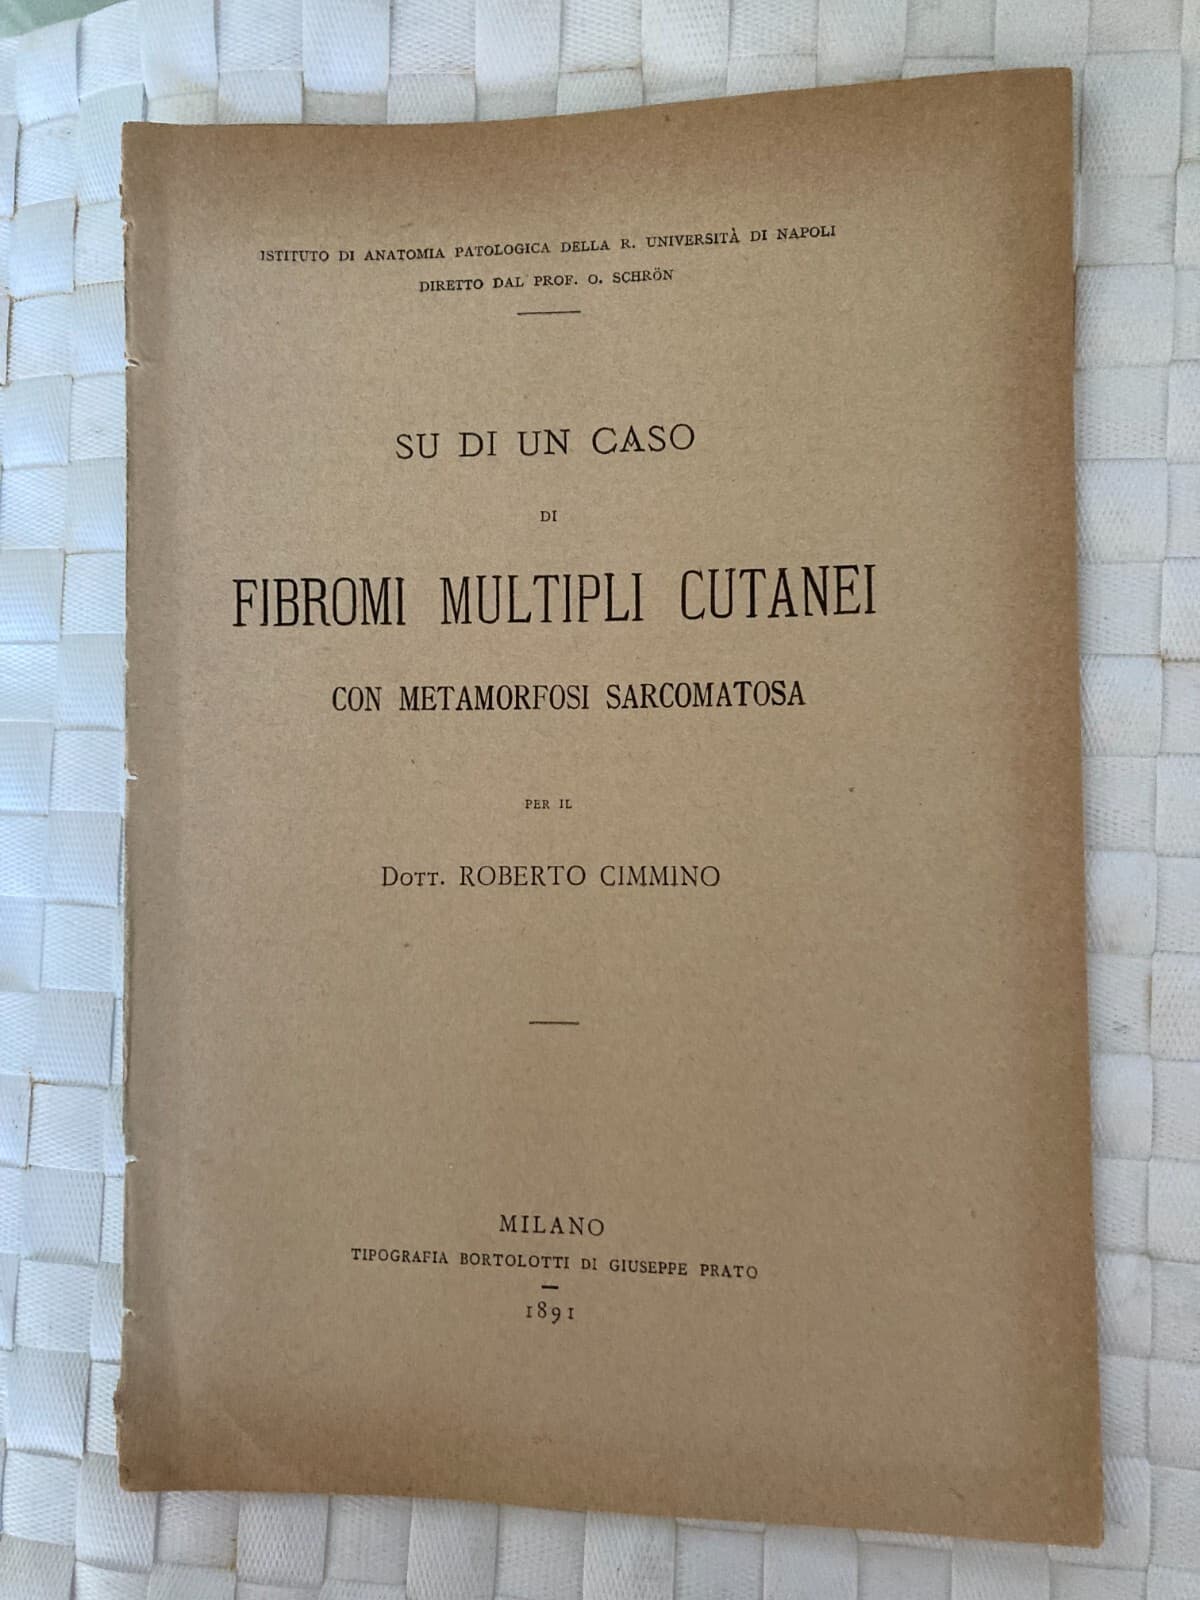 ISTITUTO DI ANATOMIA PATOLOGICA DELLA R. UNIVERSITÀ DI NAPOLI
DIRETTO DAL PROF. O. SCHRÖN
SU DI UN CASO
DI
FIBROMI MULTIPLI CUTANEI
CON METAMORFOSI SARCOMATOSA
PER IL
DOTT. ROBERTO CIMMINO
MILANO
TIPOGRAFIA BORTOLOTTI DI GIUSEPPE PRATO
1891